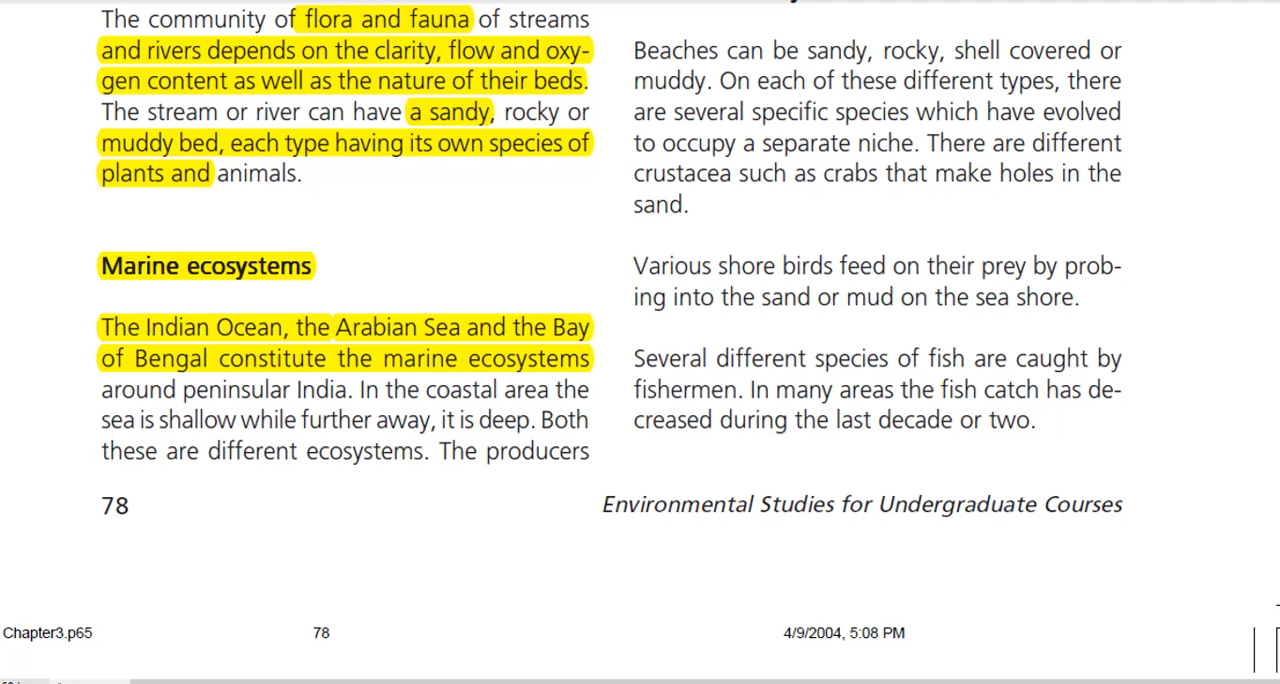 The community of flora and fauna of streams
and rivers depends on the clarity, flow and oxy-
gen content as well as the nature of their beds.
The stream or river can have a sandy, rocky or
muddy bed, each type having its own species of
plants and animals.
Marine ecosystems
The Indian Ocean, the Arabian Sea and the Bay
of Bengal constitute the marine ecosystems
around peninsular India. In the coastal area the
sea is shallow while further away, it is deep. Both
these are different ecosystems. The producers
Beaches can be sandy, rocky, shell covered or
muddy. On each of these different types, there
are several specific species which have evolved
to occupy a separate niche. There are different
crustacea such as crabs that make holes in the
sand.
Various shore birds feed on their prey by prob-
ing into the sand or mud on the sea shore.
Several different species of fish are caught by
fishermen. In many areas the fish catch has de-
creased during the last decade or two.
78
Environmental Studies for Undergraduate Courses
Chapter3.p65
78
4/9/2004, 5:08 PM